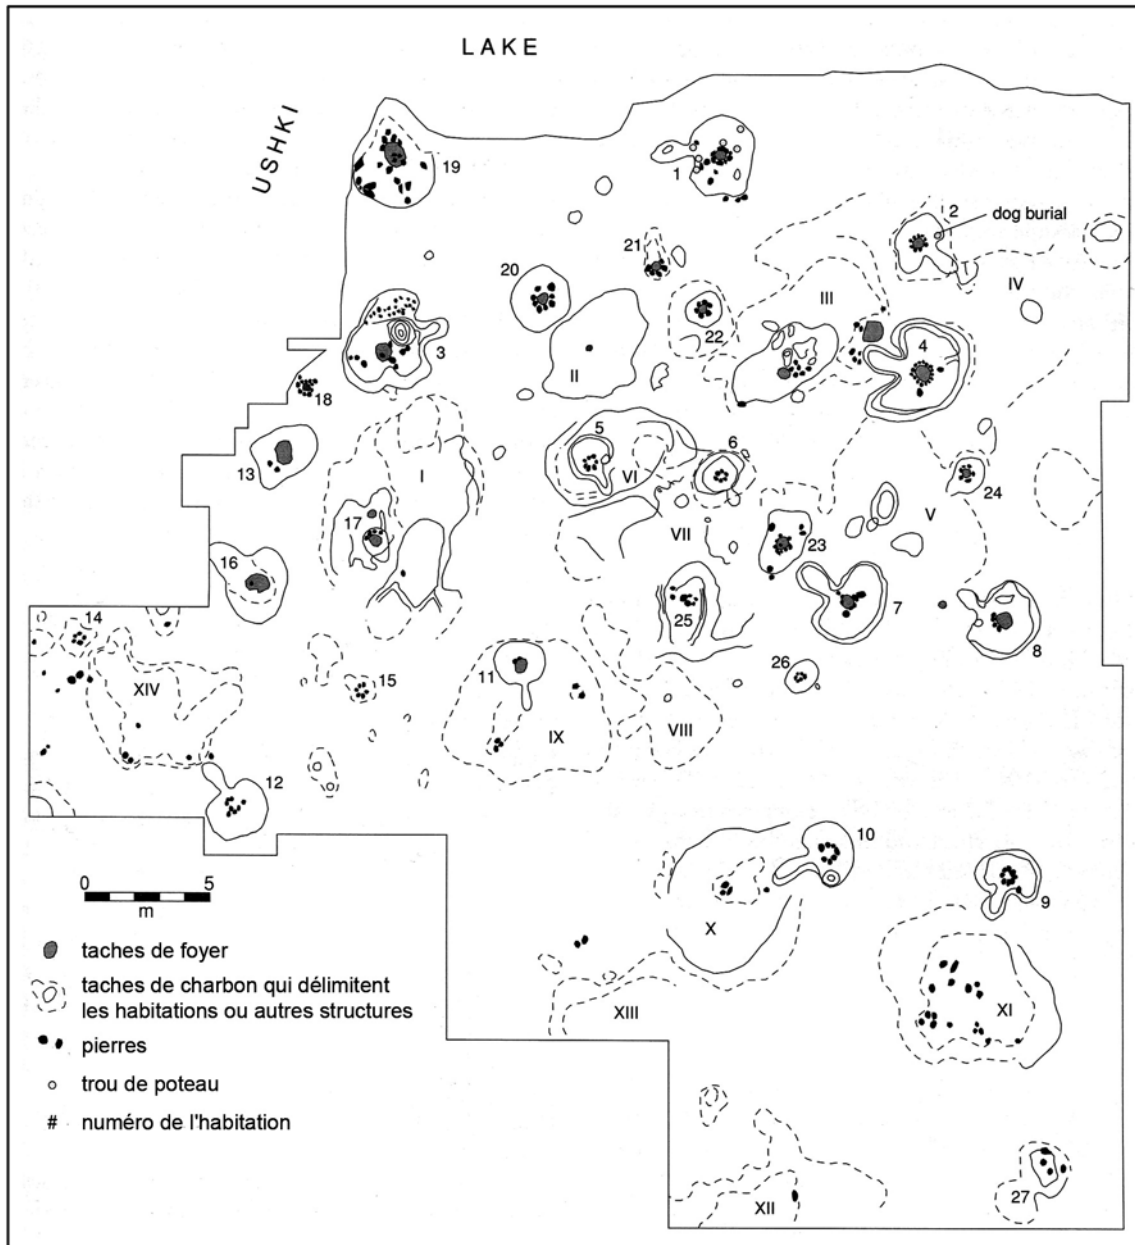 LAKE
USHKI
19
1
2
dog burial
21
20
IV
III
22
3
4
II
18
5
6
13
I
VI
24
17
V
VII
23
16
14
25
7
8
11
26
15
XIV
IX
VIII
12
10
0 5
m
9
X
taches de foyer
taches de charbon qui délimitent
les habitations ou autres structures
XIII
XI
pierres
trou de poteau
# numéro de l'habitation
27
XII